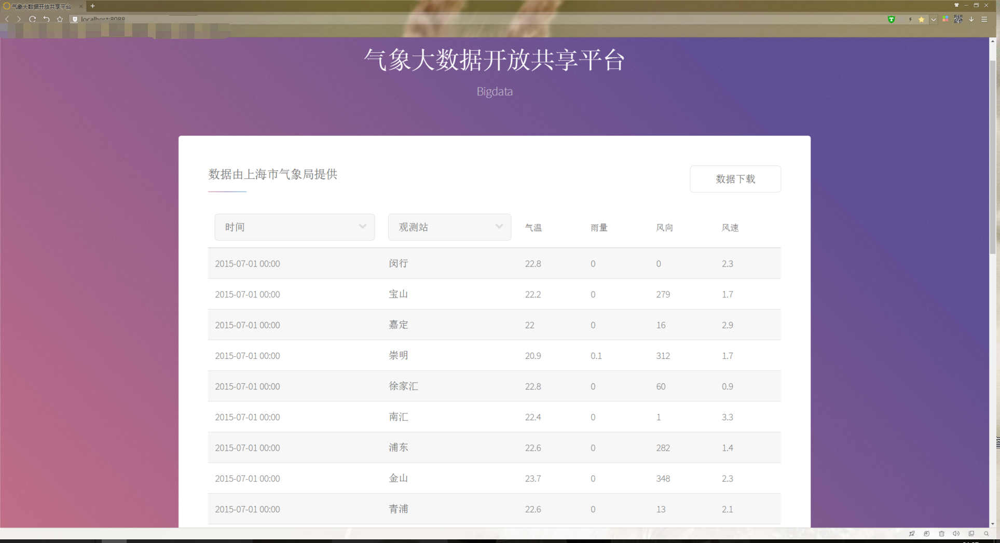 气象大数据开放共享平台
localhost:8088
气象大数据开放共享平台
Bigdata
数据由上海市气象局提供
数据下载
时间 观测站 气温 雨量 风向 风速
2015-07-01 00:00 闵行 22.8 0 0 2.3
2015-07-01 00:00 宝山 22.2 0 279 1.7
2015-07-01 00:00 嘉定 22 0 16 2.9
2015-07-01 00:00 崇明 20.9 0.1 312 1.7
2015-07-01 00:00 徐家汇 22.8 0 60 0.9
2015-07-01 00:00 南汇 22.4 0 1 3.3
2015-07-01 00:00 浦东 22.6 0 282 1.4
2015-07-01 00:00 金山 23.7 0 348 2.3
2015-07-01 00:00 青浦 22.6 0 13 2.1